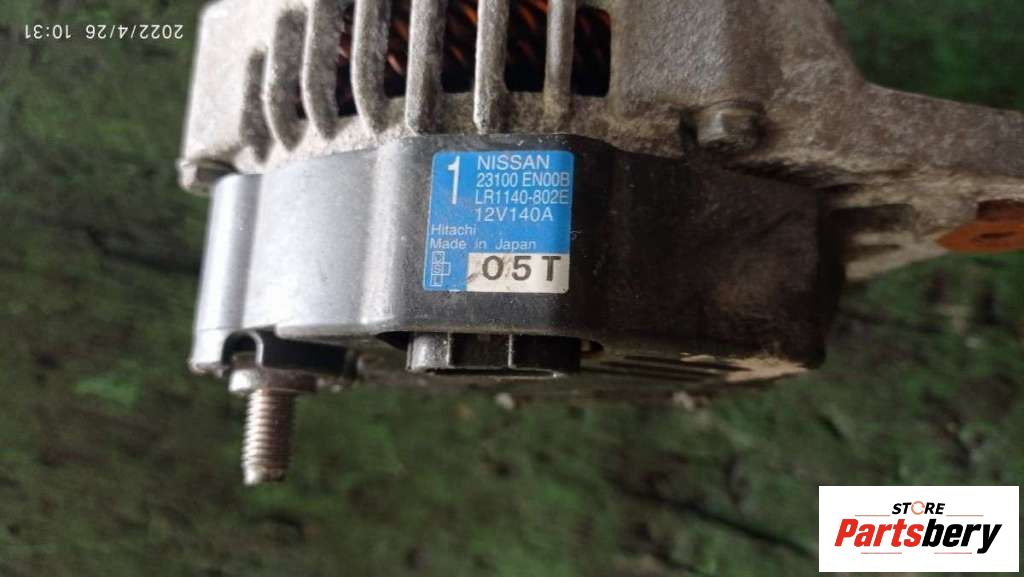 2022/4/26 10:31
1
NISSAN
23100 EN00B
LR1140-802E
12V140A
Hitachi
Made in Japan
O
S
L
05T
STORE
Partsbery